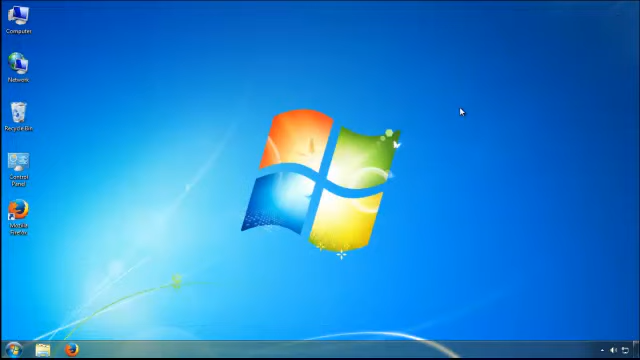 Computer
Network
Recycle Bin
Control
Panel
Mozilla
Firefox